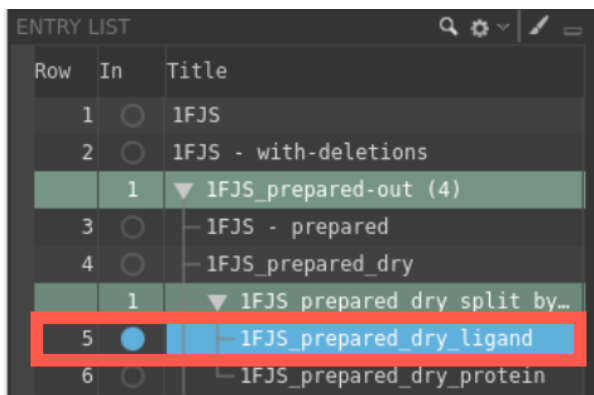 ENTRY LIST
Row In Title
1 1FJS
2 1FJS - with-deletions
1 1FJS_prepared-out (4)
3 1FJS - prepared
4 1FJS_prepared_dry
1 1FJS prepared dry split by…
5 1FJS_prepared_dry_ligand
6 1FJS_prepared_dry_protein